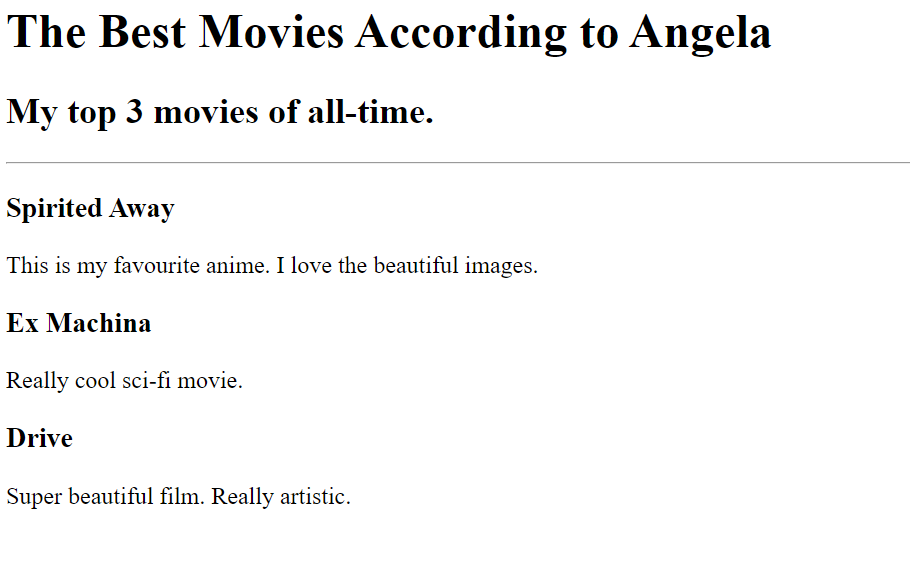 The Best Movies According to Angela
My top 3 movies of all-time.
Spirited Away
This is my favourite anime. I love the beautiful images.
Ex Machina
Really cool sci-fi movie.
Drive
Super beautiful film. Really artistic.